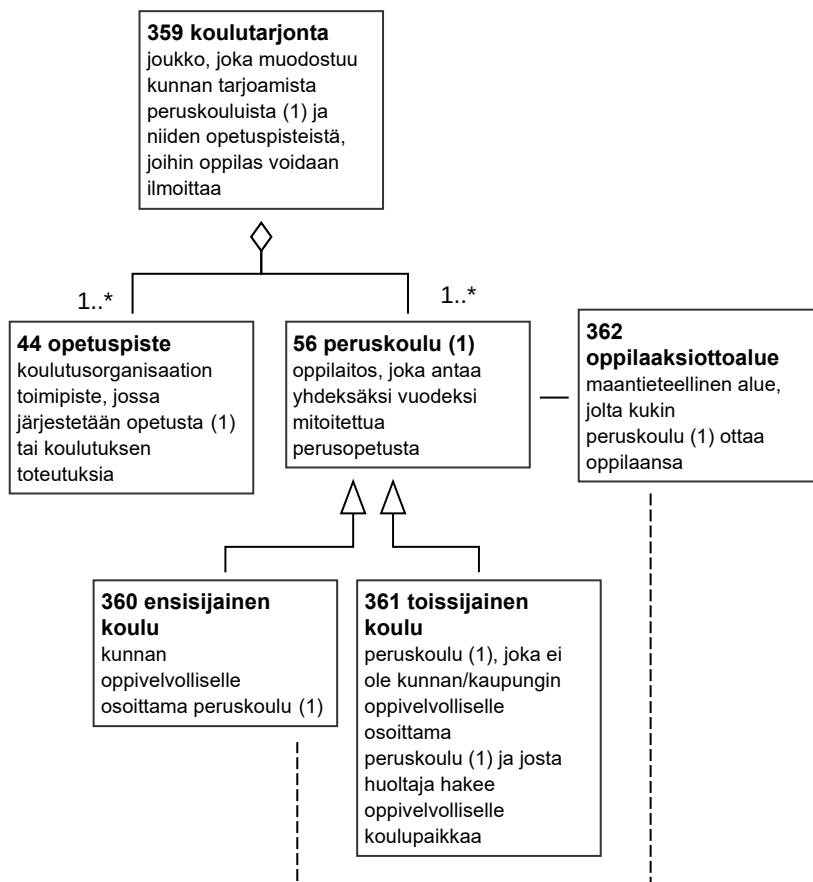 359 koulutarjonta
joukko, joka muodostuu
kunnan tarjoamista
peruskouluista (1) ja
niiden opetuspisteistä,
joihin oppilas voidaan
ilmoittaa
1..*
1..*
44 opetuspiste
koulutusorganisaation
toimipiste, jossa
järjestetään opetusta (1)
tai koulutuksen
toteutuksia
56 peruskoulu (1)
oppilaitos, joka antaa
yhdeksäksi vuodeksi
mitoitettua
perusopetusta
362
oppilaaksiottoalue
maantieteellinen alue,
jolta kukin
peruskoulu (1) ottaa
oppilaansa
360 ensisijainen
koulu
kunnan
oppivelvolliselle
osoittama peruskoulu (1)
361 toissijainen
koulu
peruskoulu (1), joka ei
ole kunnan/kaupungin
oppivelvolliselle
osoittama
peruskoulu (1) ja josta
huoltaja hakee
oppivelvolliselle
koulupaikkaa